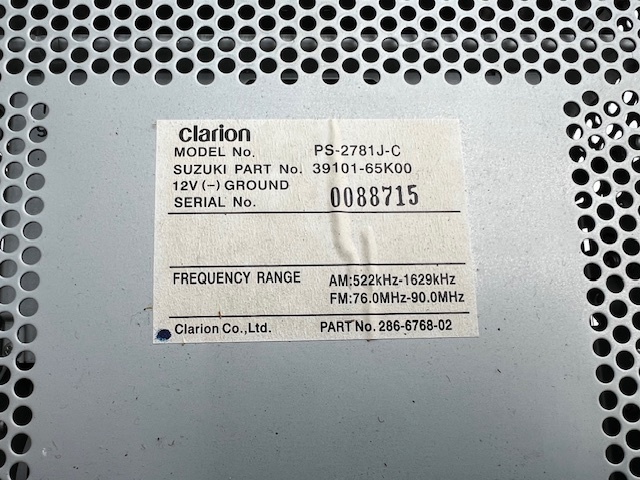 clarion
MODEL No. PS-2781J-C
SUZUKI PART No. 39101-65K00
12V (-) GROUND
SERIAL No. 0088715
FREQUENCY RANGE AM:522kHz-1629kHz
FM:76.0MHz-90.0MHz
Clarion Co.,Ltd. PART No. 286-6768-02